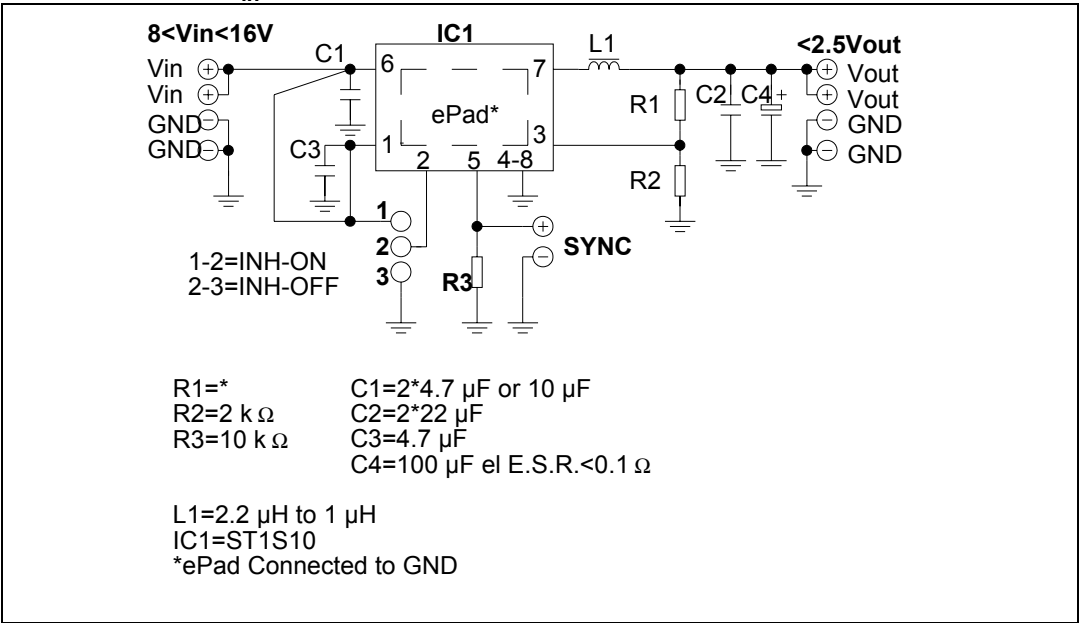 8<Vin<16V
IC1
L1
<2.5Vout
C1
Vin
6
7
Vout
Vin
R1
C2
C4
+
Vout
ePad*
GND
GND
3
GND
C3
1
GND
2
5
4-8
R2
1
2
SYNC
1-2=INH-ON
3
R3
2-3=INH-OFF
R1=*
C1=2*4.7 µF or 10 µF
R2=2 k Ω
C2=2*22 µF
R3=10 k Ω
C3=4.7 µF
C4=100 µF el E.S.R.<0.1 Ω
L1=2.2 µH to 1 µH
IC1=ST1S10
*ePad Connected to GND